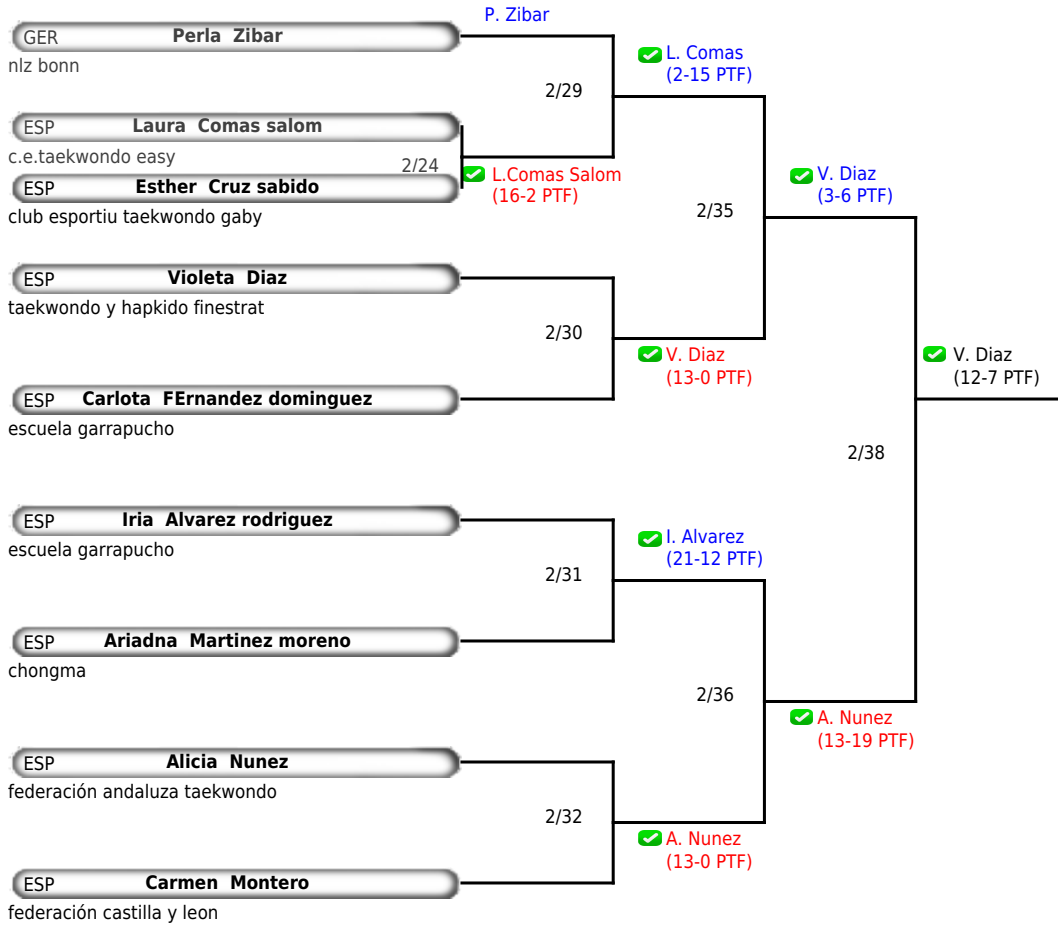 P. Zibar
GER Perla Zibar
nlz bonn
L. Comas
(2-15 PTF)
2/29
ESP Laura Comas salom
c.e.taekwondo easy
2/24
L.Comas Salom
(16-2 PTF)
ESP Esther Cruz sabido
club esportiu taekwondo gaby
V. Diaz
(3-6 PTF)
2/35
ESP Violeta Diaz
taekwondo y hapkido finestrat
2/30
V. Diaz
(13-0 PTF)
V. Diaz
(12-7 PTF)
ESP Carlota FErnandez dominguez
escuela garrapucho
2/38
ESP Iria Alvarez rodriguez
escuela garrapucho
I. Alvarez
(21-12 PTF)
2/31
ESP Ariadna Martinez moreno
chongma
2/36
A. Nunez
(13-19 PTF)
ESP Alicia Nunez
federación andaluza taekwondo
2/32
A. Nunez
(13-0 PTF)
ESP Carmen Montero
federación castilla y leon